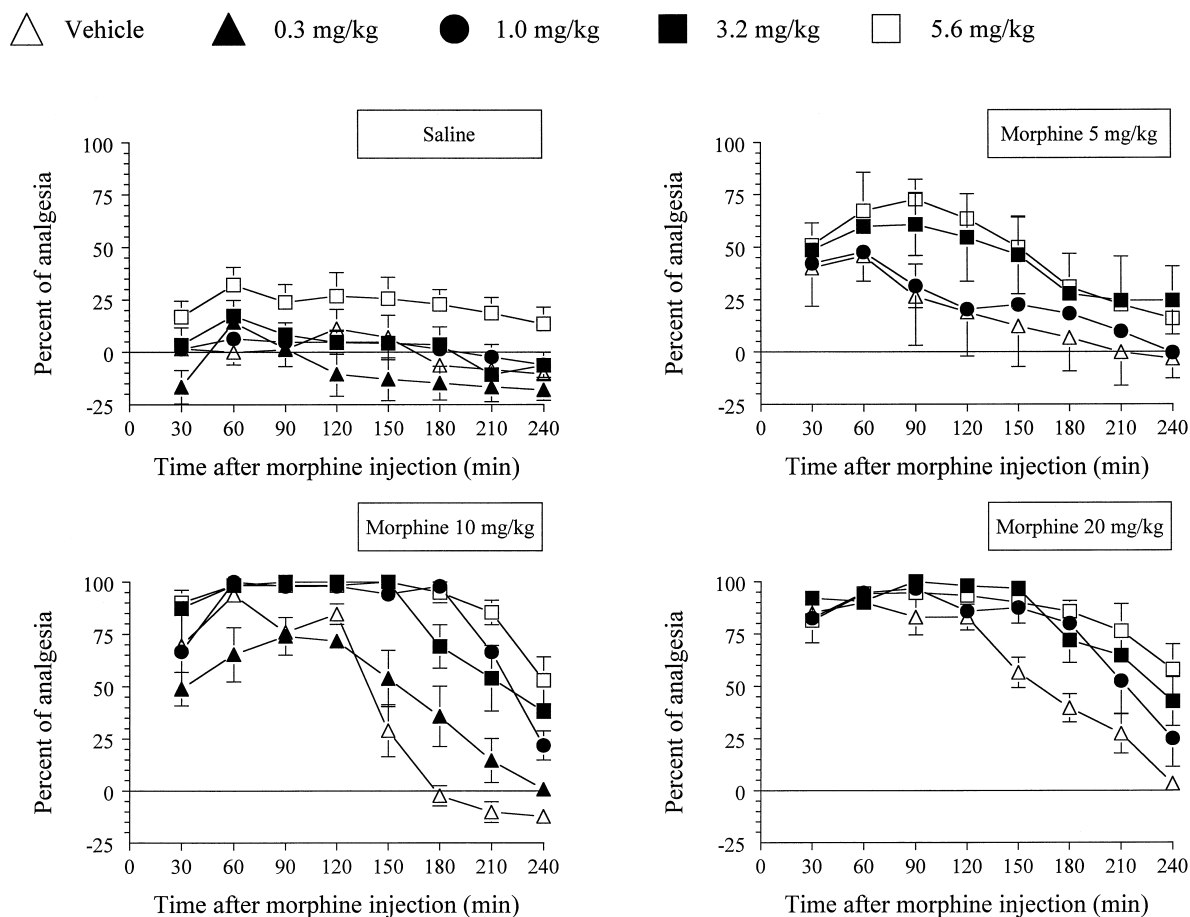 Vehicle 0.3 mg/kg 1.0 mg/kg 3.2 mg/kg 5.6 mg/kg
Saline
Percent of analgesia
100
75
50
25
0
-25
0 30 60 90 120 150 180 210 240
Time after morphine injection (min)
Morphine 5 mg/kg
Percent of analgesia
100
75
50
25
0
-25
0 30 60 90 120 150 180 210 240
Time after morphine injection (min)
Morphine 10 mg/kg
Percent of analgesia
100
75
50
25
0
-25
0 30 60 90 120 150 180 210 240
Time after morphine injection (min)
Morphine 20 mg/kg
Percent of analgesia
100
75
50
25
0
-25
0 30 60 90 120 150 180 210 240
Time after morphine injection (min)